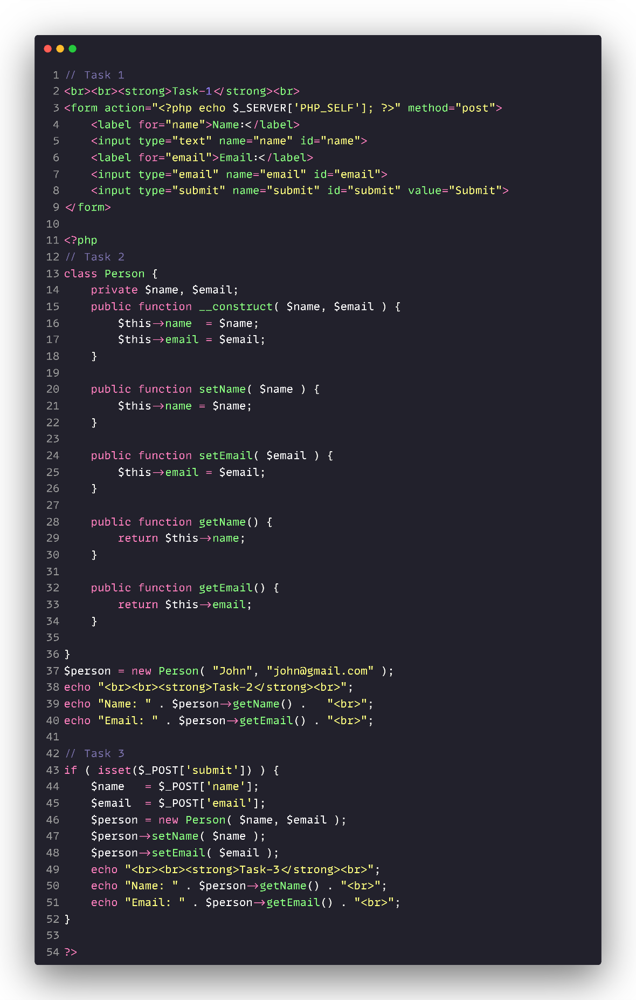 1 // Task 1
2 <br><br><strong>Task-1</strong><br>
3 <form action="<?php echo $_SERVER['PHP_SELF']; ?>" method="post">
4     <label for="name">Name:</label>
5     <input type="text" name="name" id="name">
6     <label for="email">Email:</label>
7     <input type="email" name="email" id="email">
8     <input type="submit" name="submit" id="submit" value="Submit">
9 </form>
10
11 <?php
12 // Task 2
13 class Person {
14     private $name, $email;
15     public function __construct( $name, $email ) {
16         $this->name  = $name;
17         $this->email = $email;
18     }
19
20     public function setName( $name ) {
21         $this->name = $name;
22     }
23
24     public function setEmail( $email ) {
25         $this->email = $email;
26     }
27
28     public function getName() {
29         return $this->name;
30     }
31
32     public function getEmail() {
33         return $this->email;
34     }
35
36 }
37 $person = new Person( "John", "john@gmail.com" );
38 echo "<br><br><strong>Task-2</strong><br>";
39 echo "Name: " . $person->getName() .   "<br>";
40 echo "Email: " . $person->getEmail() . "<br>";
41
42 // Task 3
43 if ( isset($_POST['submit']) ) {
44     $name   = $_POST['name'];
45     $email  = $_POST['email'];
46     $person = new Person( $name, $email );
47     $person->setName( $name );
48     $person->setEmail( $email );
49     echo "<br><br><strong>Task-3</strong><br>";
50     echo "Name: " . $person->getName() . "<br>";
51     echo "Email: " . $person->getEmail() . "<br>";
52 }
53
54 ?>